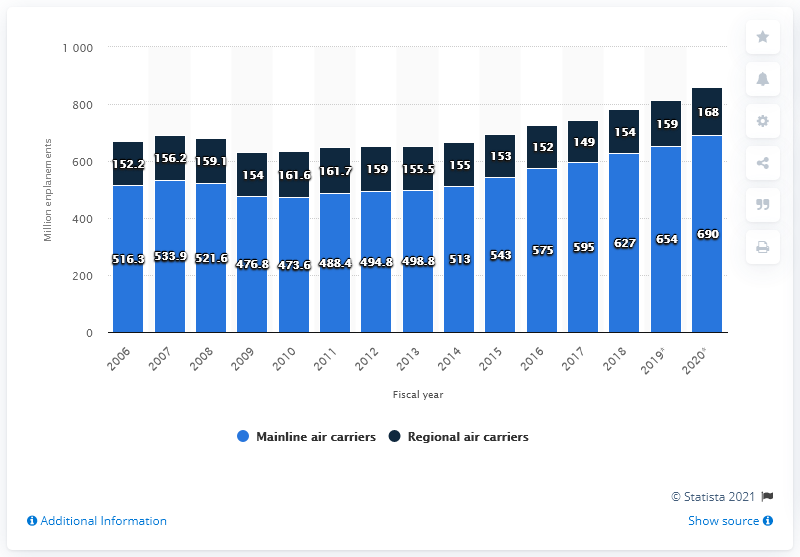 1 000
800
600
400
200
0
Million enplanements
152.2 156.2 159.1 154 161.6 161.7 159 155.5 155 153 152 149 154 159 168
516.3 533.9 521.6 476.8 473.6 488.4 494.8 498.8 513 543 575 595 627 654 690
2006 2007 2008 2009 2010 2011 2012 2013 2014 2015 2016 2017 2018 2019* 2020*
Fiscal year
Mainline air carriers Regional air carriers
© Statista 2021
Additional Information Show source